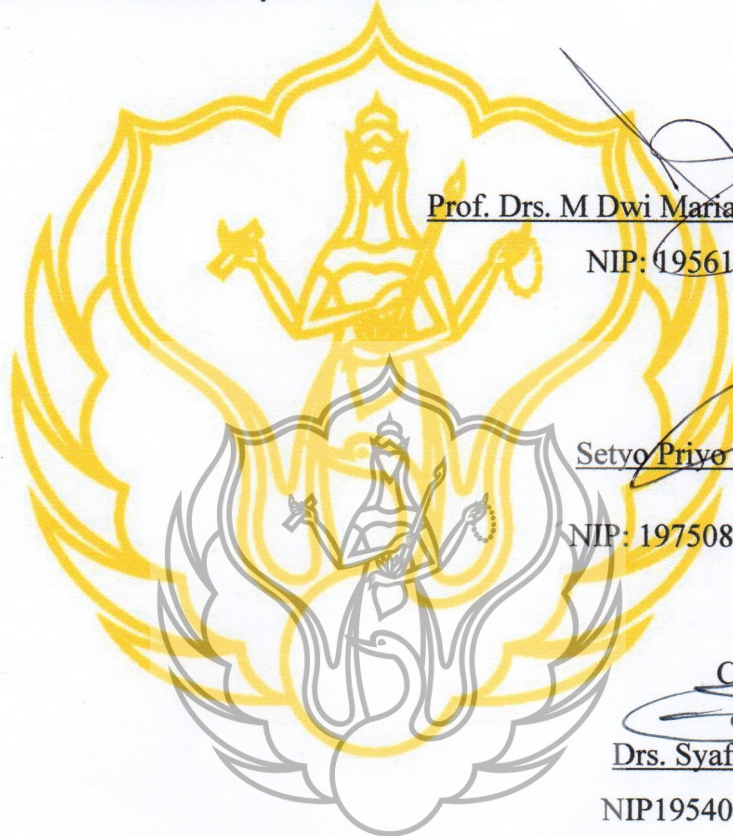 Prof. Drs. M Dwi Maria
NIP: 19561
Setyo Priyo
NIP: 197508
C
Drs. Syaf
NIP19540